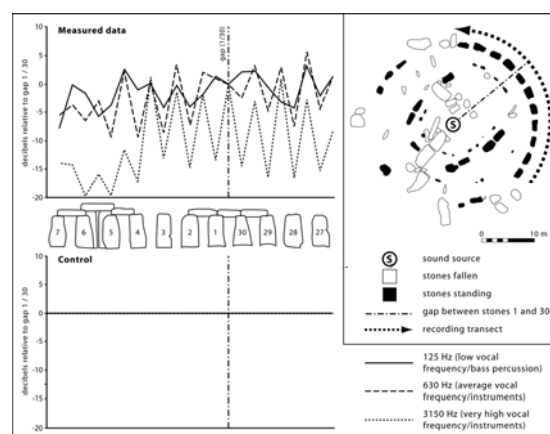 Measured data
gap (1/30)
decibels relative to gap 1 / 30
10
5
0
-5
-10
-15
-20
7 6 5 4 3 2 1 30 29 28 27
Control
decibels relative to gap 1 / 30
10
5
0
-5
-10
-15
-20
S
0 10 m
S sound source
stones fallen
stones standing
gap between stones 1 and 30
recording transect
125 Hz (low vocal
frequency/bass percussion)
630 Hz (average vocal
frequency/instruments)
3150 Hz (very high vocal
frequency/instruments)